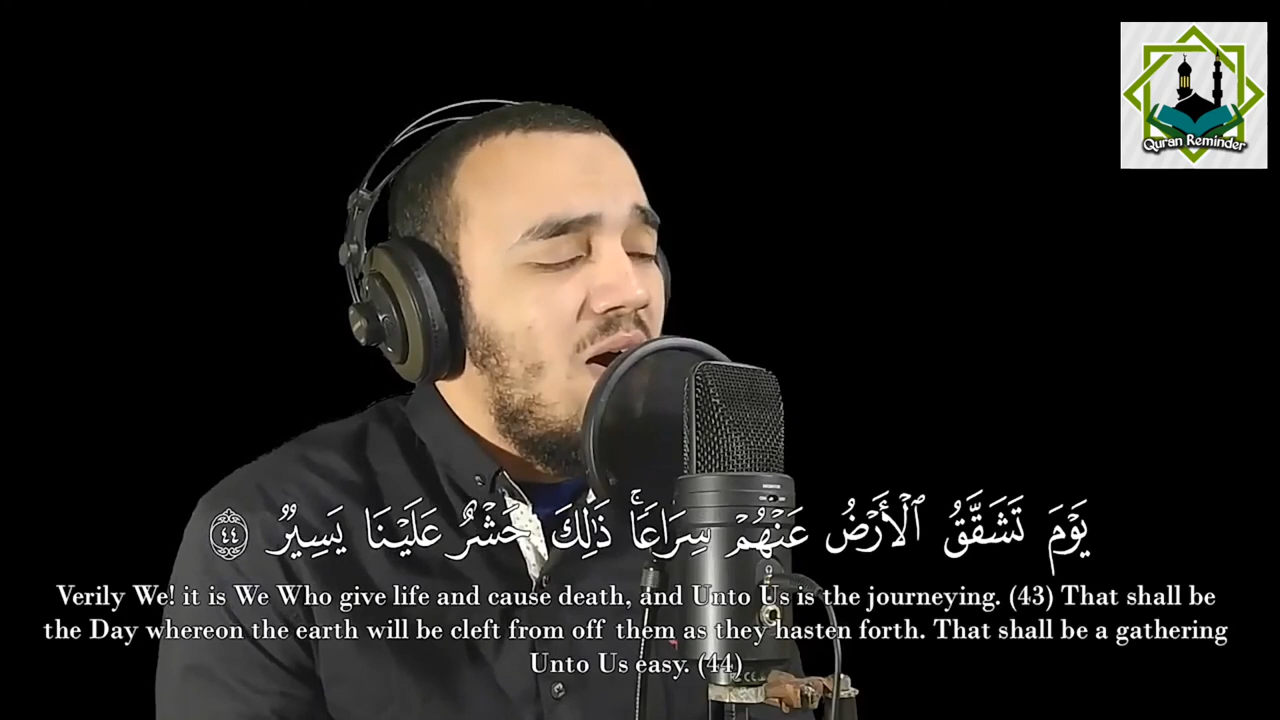 Quran Reminder
يَوْمَ تَشَقَّقُ ٱلْأَرْضُ عَنْهُمْ سِرَاعًا ۚ ذَٰلِكَ حَشْرٌ عَلَيْنَا يَسِيرٌ ٤٤
Verily We! it is We Who give life and cause death, and Unto Us is the journeying. (43) That shall be
the Day whereon the earth will be cleft from off them as they hasten forth. That shall be a gathering
Unto Us easy. (44)